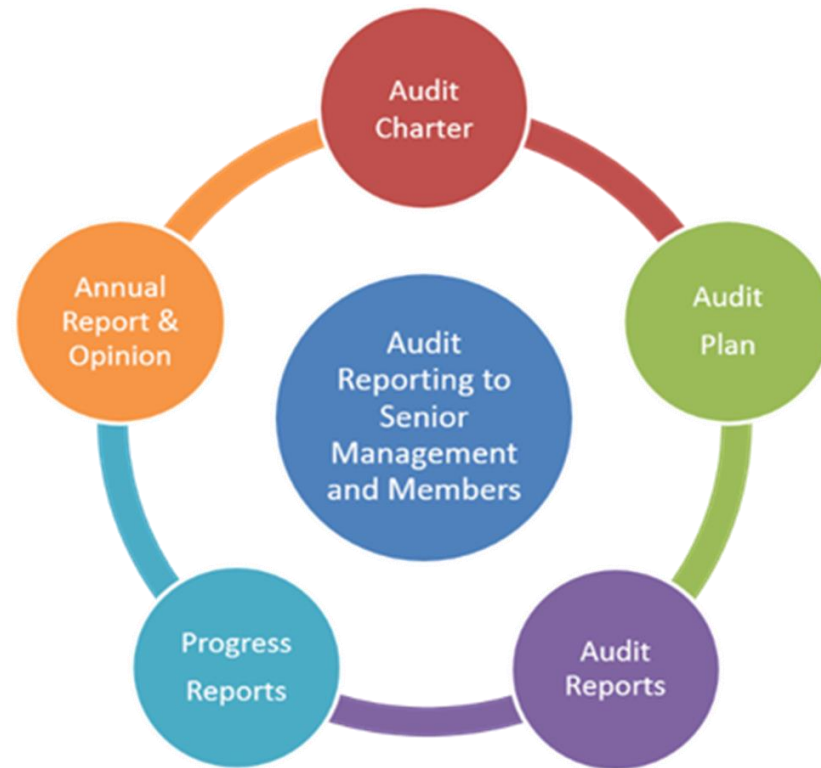 Audit
Charter
Audit
Plan
Audit
Reports
Progress
Reports
Annual
Report &
Opinion
Audit
Reporting to
Senior
Management
and Members